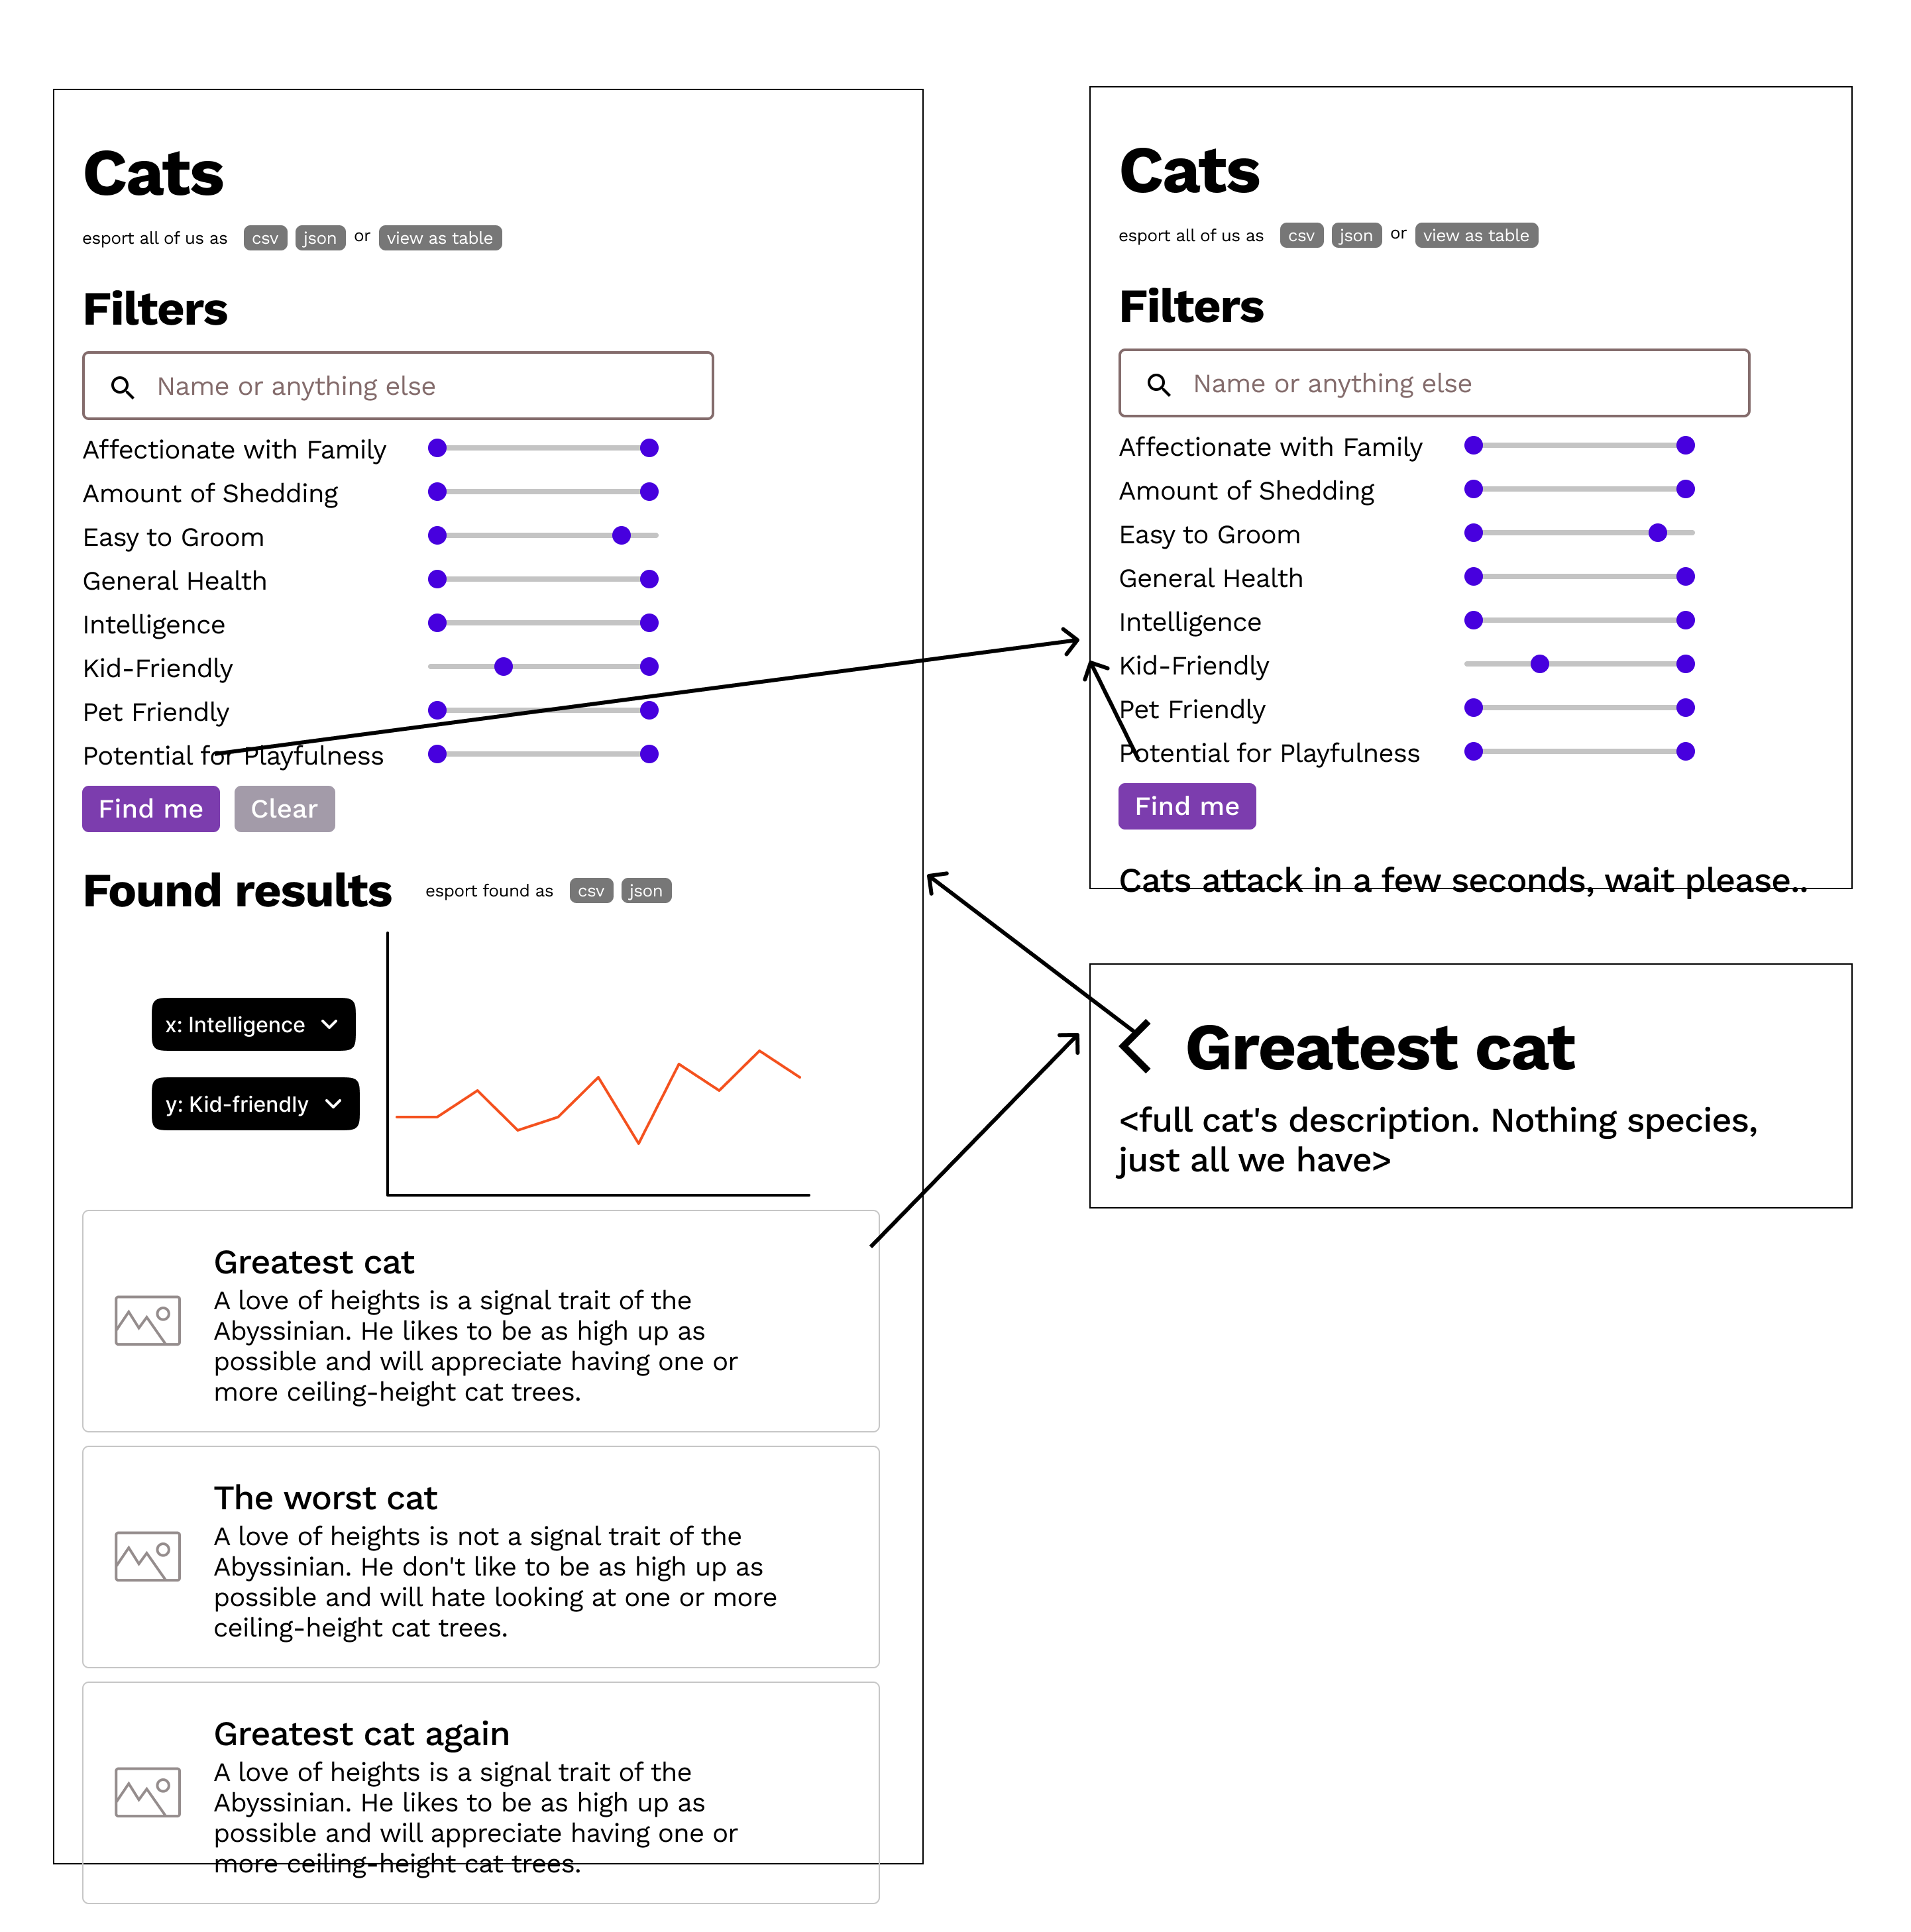 Cats
esport all of us as csv json or view as table
Filters
Name or anything else
Affectionate with Family
Amount of Shedding
Easy to Groom
General Health
Intelligence
Kid-Friendly
Pet Friendly
Potential for Playfulness
Find me Clear
Found results esport found as csv json
x: Intelligence
y: Kid-friendly
Greatest cat
A love of heights is a signal trait of the
Abyssinian. He likes to be as high up as
possible and will appreciate having one or
more ceiling-height cat trees.
The worst cat
A love of heights is not a signal trait of the
Abyssinian. He don't like to be as high up as
possible and will hate looking at one or more
ceiling-height cat trees.
Greatest cat again
A love of heights is a signal trait of the
Abyssinian. He likes to be as high up as
possible and will appreciate having one or
more ceiling-height cat trees.
Cats
esport all of us as csv json or view as table
Filters
Name or anything else
Affectionate with Family
Amount of Shedding
Easy to Groom
General Health
Intelligence
Kid-Friendly
Pet Friendly
Potential for Playfulness
Find me
Cats attack in a few seconds, wait please..
Greatest cat
<full cat's description. Nothing species,
just all we have>